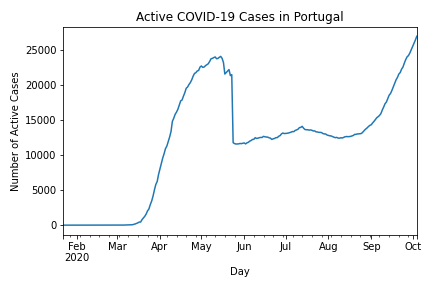 Active COVID-19 Cases in Portugal
Number of Active Cases
25000
20000
15000
10000
5000
0
Feb Mar Apr May Jun Jul Aug Sep Oct
2020
Day